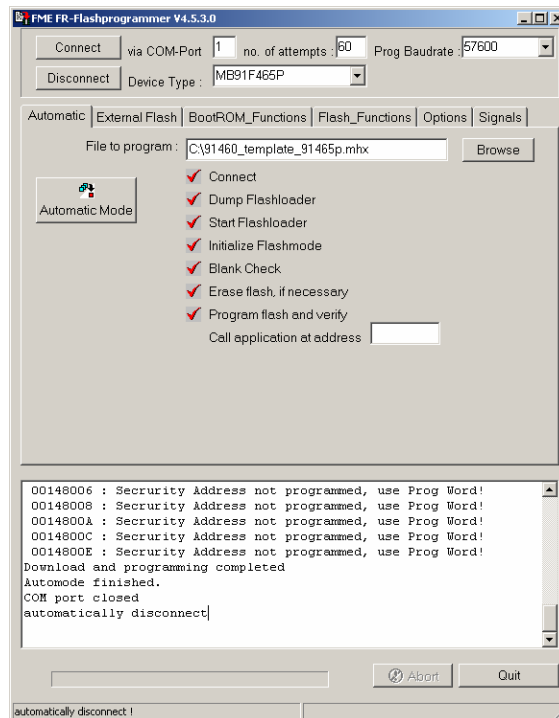 FME FR-Flashprogrammer V4.5.3.0
Connect via COM-Port 1 no. of attempts : 60 Prog Baudrate : 57600
Disconnect Device Type : MB91F465P
Automatic External Flash BootROM_Functions Flash_Functions Options Signals
File to program : C:\91460_template_91465p.mhx Browse
Connect
Automatic Mode
Dump Flashloader
Start Flashloader
Initialize Flashmode
Blank Check
Erase flash, if necessary
Program flash and verify
Call application at address
00148006 : Secrurity Address not programmed, use Prog Word!
00148008 : Secrurity Address not programmed, use Prog Word!
0014800A : Secrurity Address not programmed, use Prog Word!
0014800C : Secrurity Address not programmed, use Prog Word!
0014800E : Secrurity Address not programmed, use Prog Word!
Download and programming completed
Automode finished.
COM port closed
automatically disconnect
Abort Quit
automatically disconnect !